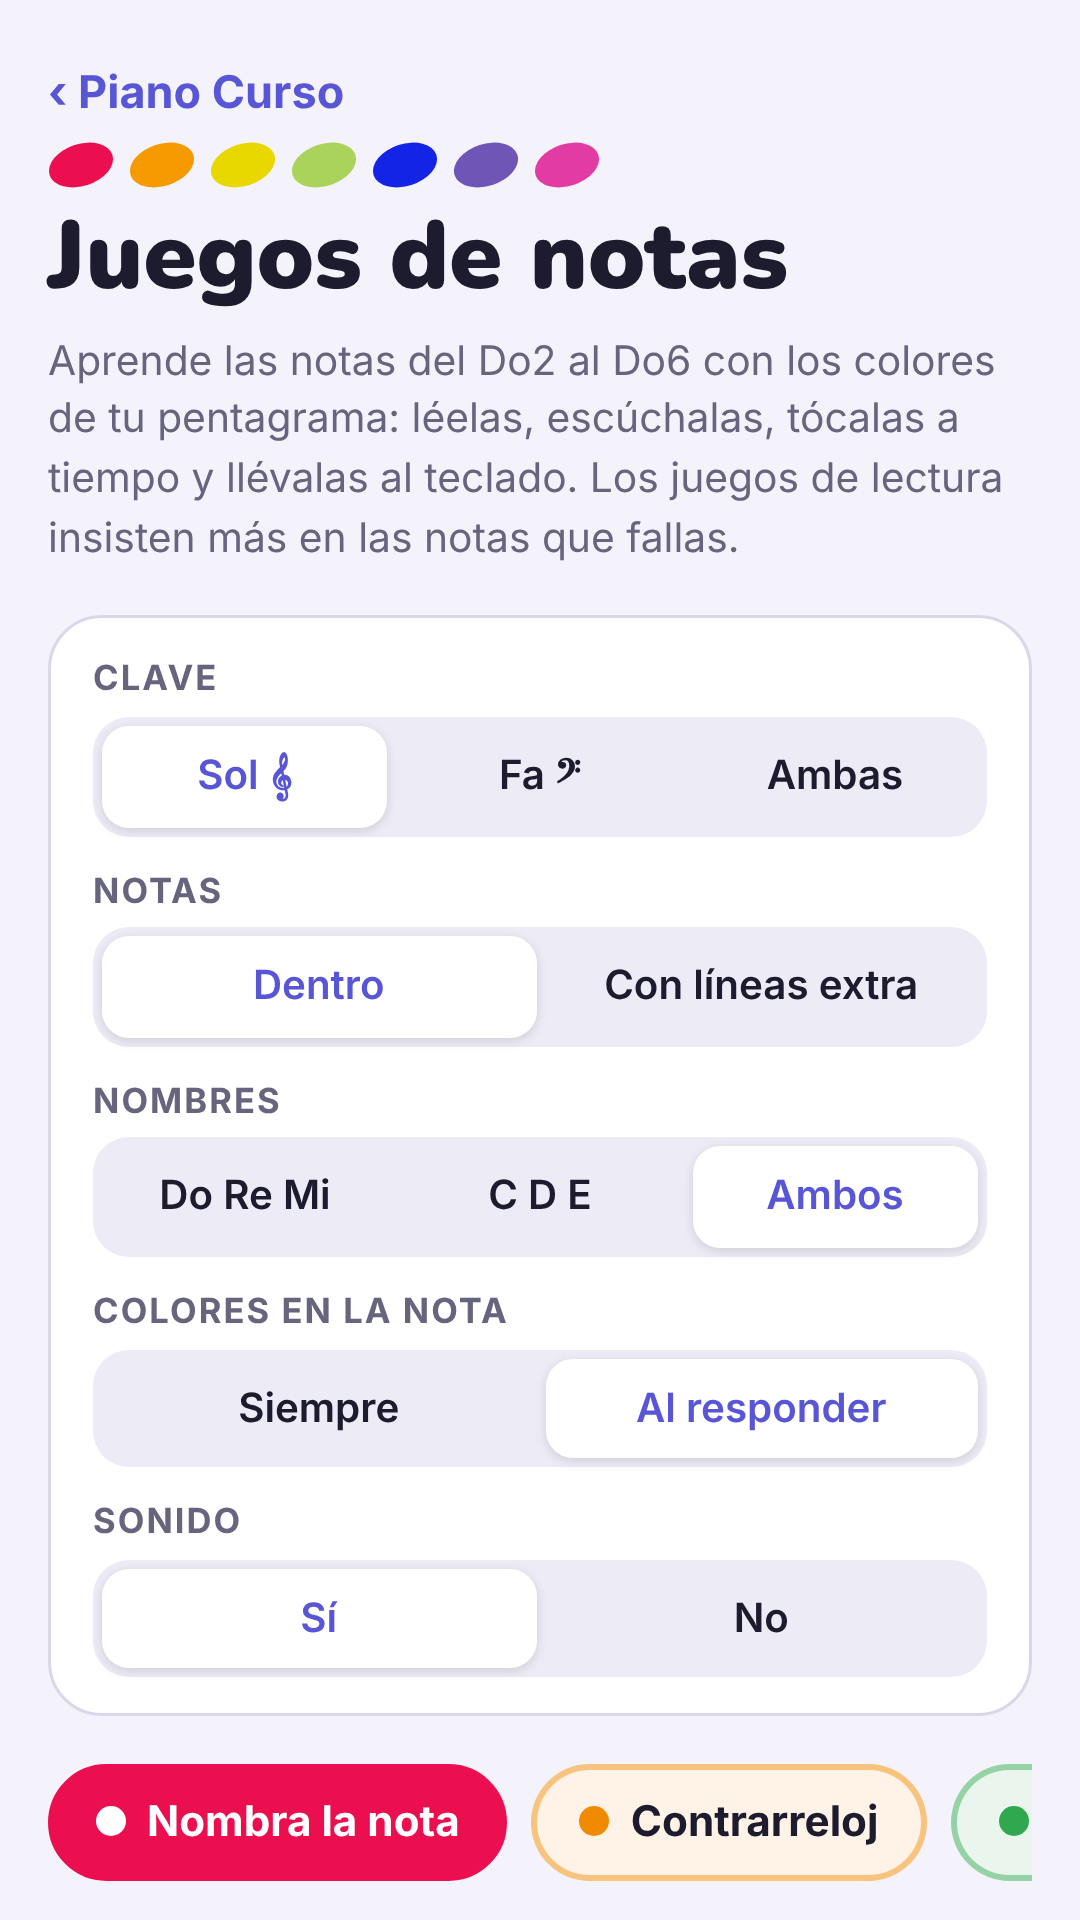 ‹ Piano Curso
Juegos de notas
Aprende las notas del Do2 al Do6 con los colores
de tu pentagrama: léelas, escúchalas, tócalas a
tiempo y llévalas al teclado. Los juegos de lectura
insisten más en las notas que fallas.
CLAVE
Sol 𝄞 Fa 𝄢 Ambas
NOTAS
Dentro Con líneas extra
NOMBRES
Do Re Mi C D E Ambos
COLORES EN LA NOTA
Siempre Al responder
SONIDO
Sí No
Nombra la nota Contrarreloj